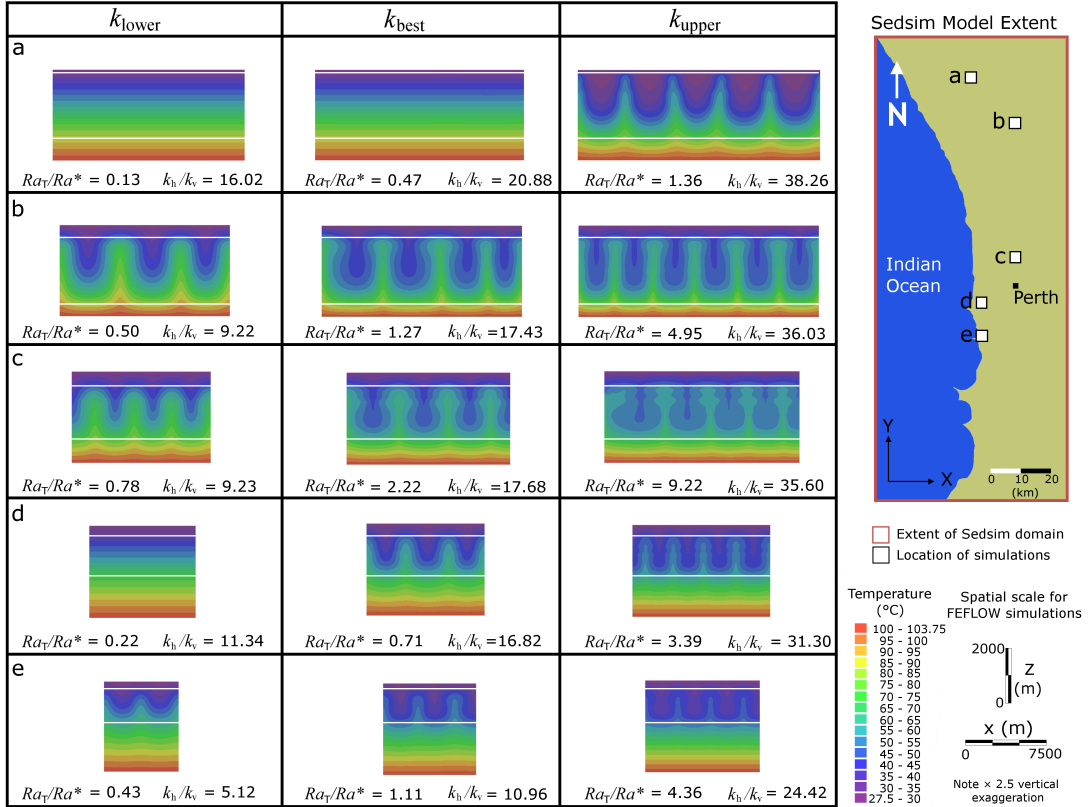 k_lower k_best k_upper
a
Ra_T/Ra* = 0.13 k_h/k_v = 16.02
Ra_T/Ra* = 0.47 k_h/k_v = 20.88
Ra_T/Ra* = 1.36 k_h/k_v = 38.26
b
Ra_T/Ra* = 0.50 k_h/k_v = 9.22
Ra_T/Ra* = 1.27 k_h/k_v =17.43
Ra_T/Ra* = 4.95 k_h/k_v = 36.03
c
Ra_T/Ra* = 0.78 k_h/k_v = 9.23
Ra_T/Ra* = 2.22 k_h/k_v =17.68
Ra_T/Ra* = 9.22 k_h/k_v = 35.60
d
Ra_T/Ra* = 0.22 k_h/k_v = 11.34
Ra_T/Ra* = 0.71 k_h/k_v =16.82
Ra_T/Ra* = 3.39 k_h/k_v = 31.30
e
Ra_T/Ra* = 0.43 k_h/k_v = 5.12
Ra_T/Ra* = 1.11 k_h/k_v = 10.96
Ra_T/Ra* = 4.36 k_h/k_v = 24.42
Sedsim Model Extent
N
a
b
c
Indian
Ocean
Perth
d
e
Y
X
0 10 20
(km)
Extent of Sedsim domain
Location of simulations
Temperature
(°C)
100 - 103.75
95 - 100
90 - 95
85 - 90
80 - 85
75 - 80
70 - 75
65 - 70
60 - 65
55 - 60
50 - 55
45 - 50
40 - 45
35 - 40
30 - 35
27.5 - 30
Spatial scale for
FEFLOW simulations
2000
Z
(m)
0
x (m)
0 7500
Note × 2.5 vertical
exaggeration